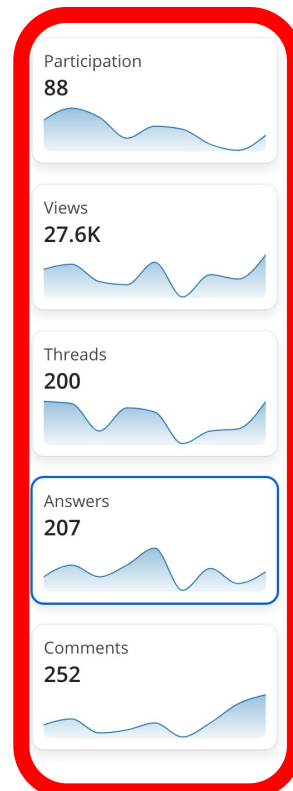 Participation
88
Views
27.6K
Threads
200
Answers
207
Comments
252